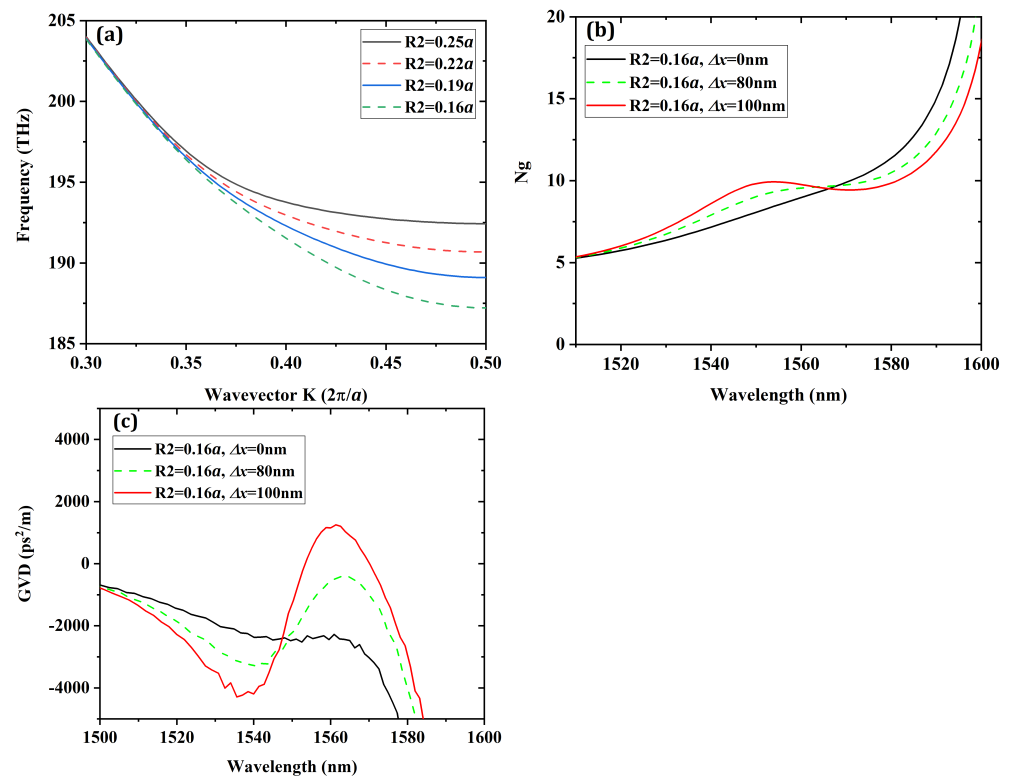 (a)
205
200
195
190
185
Frequency (THz)
R2=0.25a
R2=0.22a
R2=0.19a
R2=0.16a
0.30 0.35 0.40 0.45 0.50
Wavevector K (2π/a)
(b)
20
15
10
5
0
Ng
R2=0.16a, Δx=0nm
R2=0.16a, Δx=80nm
R2=0.16a, Δx=100nm
1520 1540 1560 1580 1600
Wavelength (nm)
(c)
4000
2000
0
-2000
-4000
GVD (ps²/m)
R2=0.16a, Δx=0nm
R2=0.16a, Δx=80nm
R2=0.16a, Δx=100nm
1500 1520 1540 1560 1580 1600
Wavelength (nm)